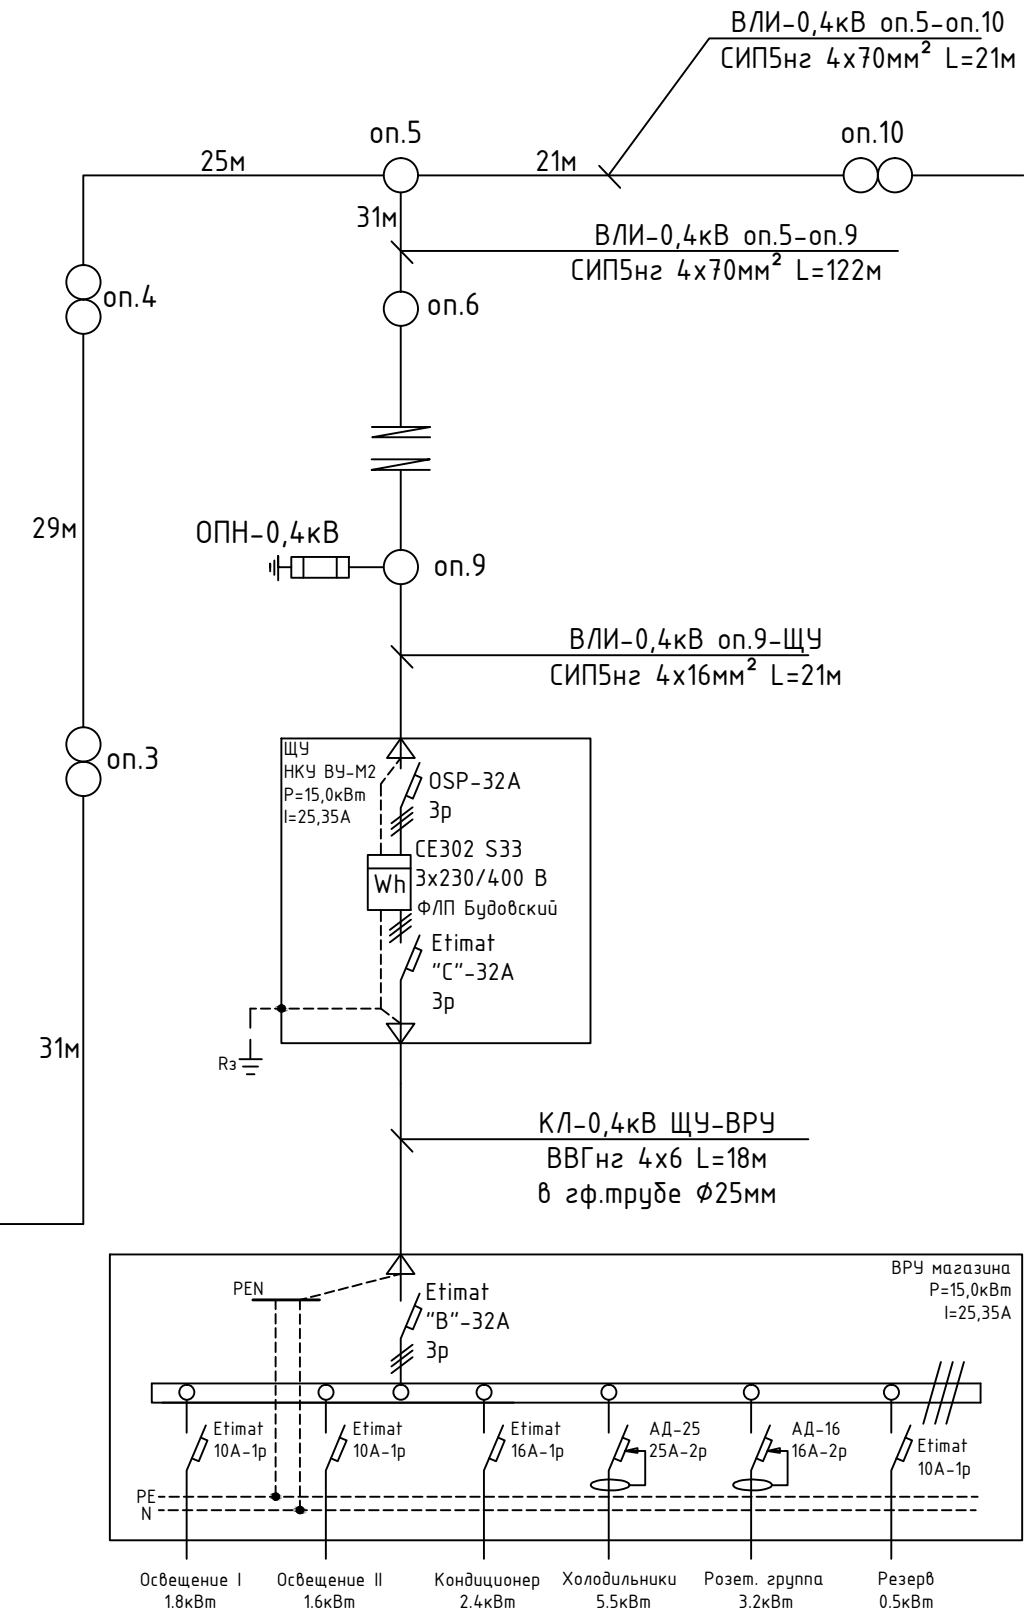 ВЛИ-0,4кВ оп.5-оп.10
СИП5нг 4х70мм² L=21м
оп.5
оп.10
25м
21м
31м
ВЛИ-0,4кВ оп.5-оп.9
СИП5нг 4х70мм² L=122м
оп.4
оп.6
29м
ОПН-0,4кВ
оп.9
ВЛИ-0,4кВ оп.9-ЩУ
СИП5нг 4х16мм² L=21м
оп.3
ЩУ
НКУ ВУ-М2
Р=15,0кВт
I=25,35А
OSP-32A
3р
CE302 S33
3х230/400 В
ФЛП Будовский
Wh
Etimat
"C"-32A
3р
31м
Rз
КЛ-0,4кВ ЩУ-ВРУ
ВВГнг 4х6 L=18м
в гф.трубе Ф25мм
ВРУ магазина
Р=15,0кВт
I=25,35А
PEN
Etimat
"B"-32A
3р
Etimat
10А-1р
Etimat
10А-1р
Etimat
16А-1р
АД-25
25А-2р
АД-16
16А-2р
Etimat
10А-1р
PE
N
Освещение I
1.8кВт
Освещение II
1.6кВт
Кондиционер
2.4кВт
Холодильники
5.5кВт
Розет. группа
3.2кВт
Резерв
0.5кВт